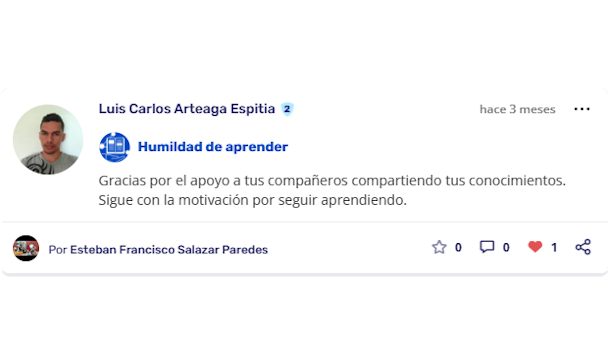 Luis Carlos Arteaga Espitia 2 hace 3 meses
Humildad de aprender
Gracias por el apoyo a tus compañeros compartiendo tus conocimientos.
Sigue con la motivación por seguir aprendiendo.
Por Esteban Francisco Salazar Paredes 0 0 1